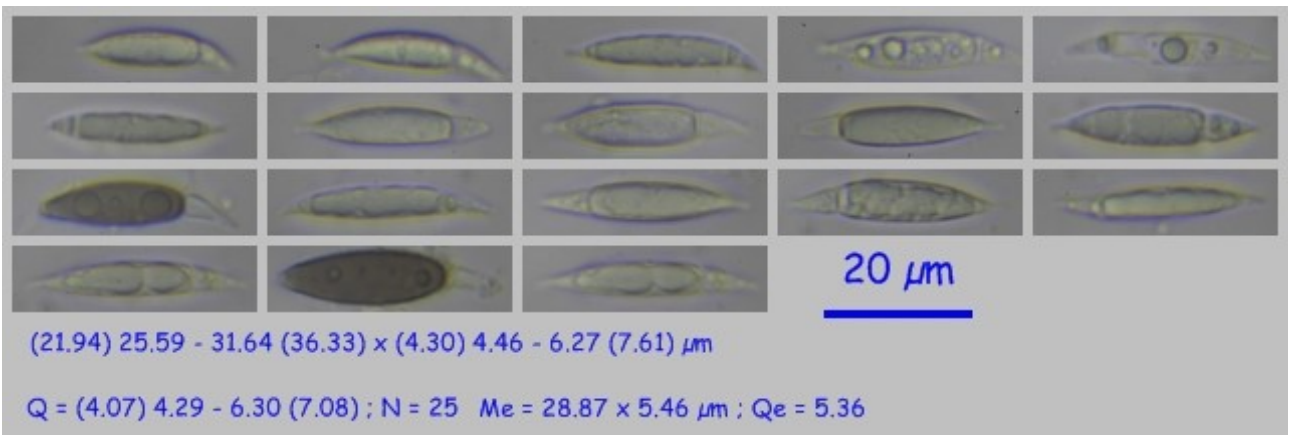 20 µm
(21.94) 25.59 - 31.64 (36.33) x (4.30) 4.46 - 6.27 (7.61) µm
Q = (4.07) 4.29 - 6.30 (7.08) ; N = 25 Me = 28.87 x 5.46 µm ; Qe = 5.36